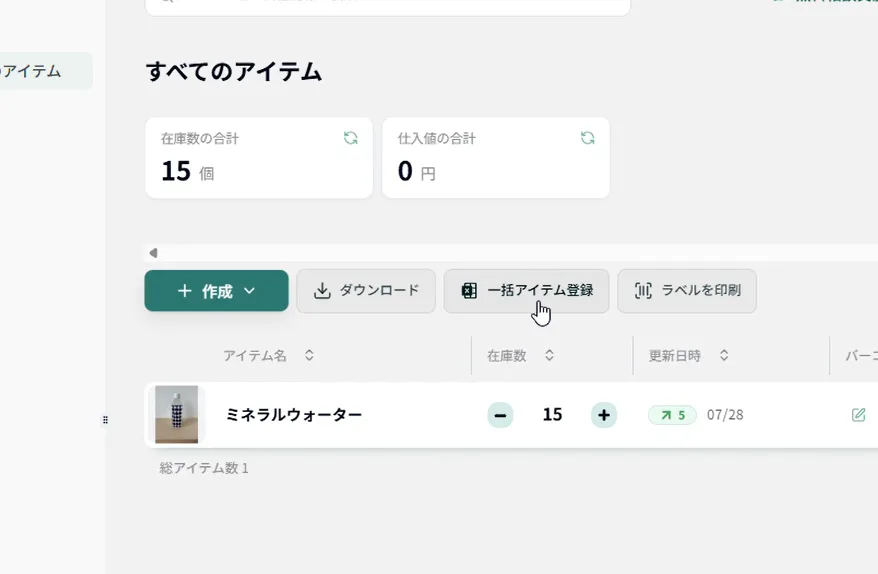 のアイテム
すべてのアイテム
在庫数の合計
15 個
仕入値の合計
0 円
作成
ダウンロード
一括アイテム登録
ラベルを印刷
アイテム名
在庫数
更新日時
バーコ
ミネラルウォーター
15
5
07/28
総アイテム数 1